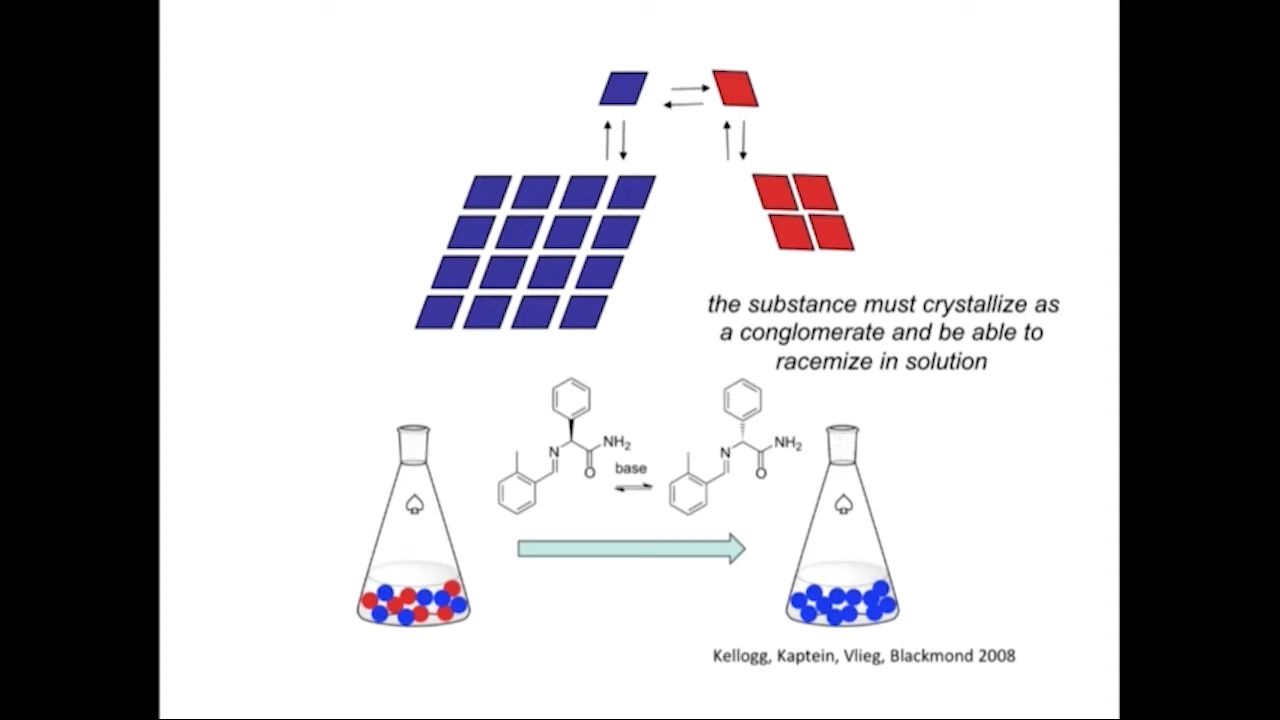 the substance must crystallize as
a conglomerate and be able to
racemize in solution
N
NH2
O
base
N
NH2
O
Kellogg, Kaptein, Vlieg, Blackmond 2008